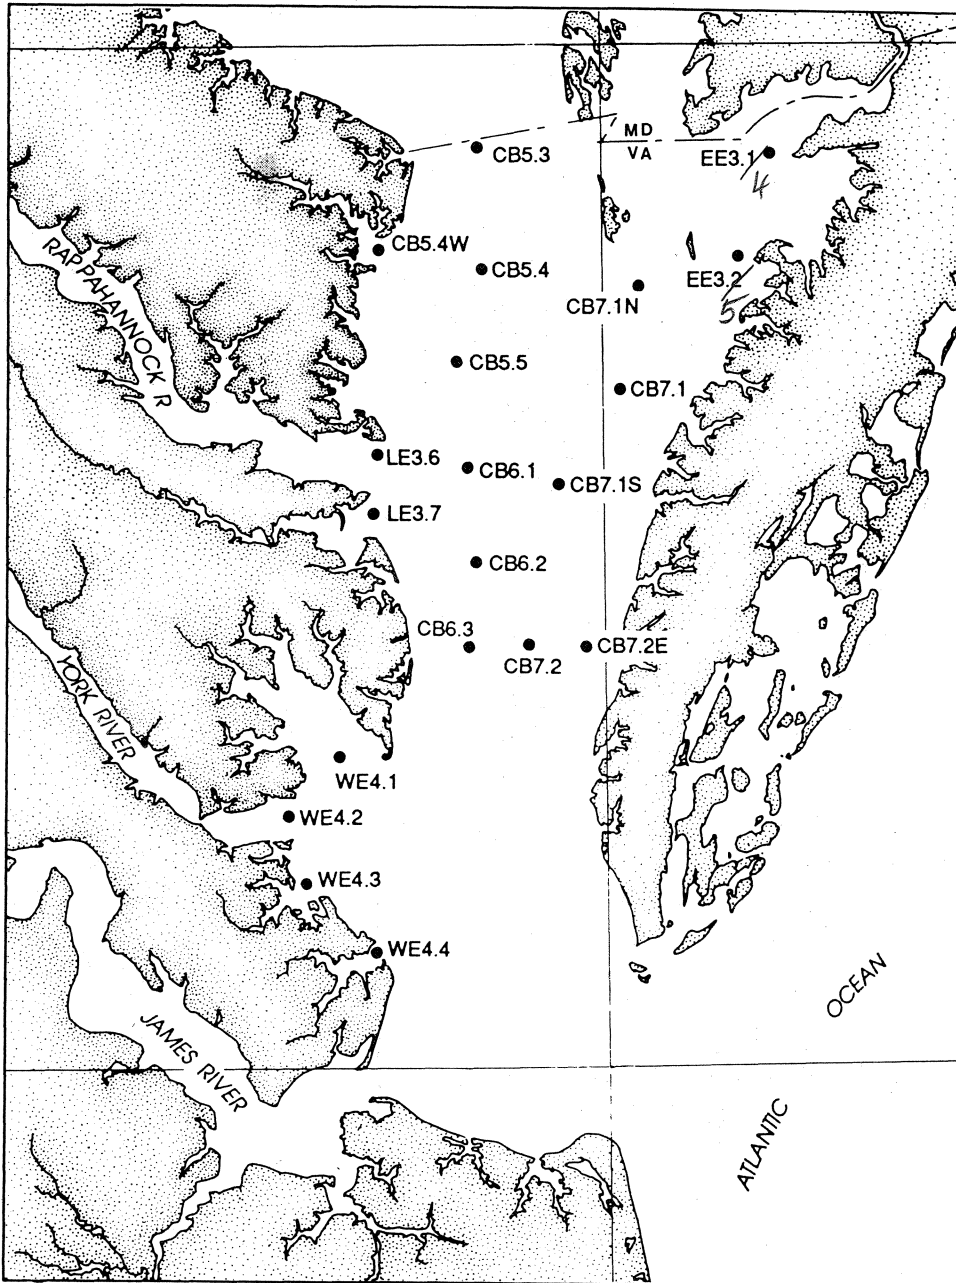 MD
VA
CB5.3
EE3.1
4
CB5.4W
RAPPAHANNOCK R
CB5.4
EE3.2
5
CB7.1N
CB5.5
CB7.1
LE3.6
CB6.1
CB7.1S
LE3.7
CB6.2
CB6.3
CB7.2
CB7.2E
YORK RIVER
WE4.1
WE4.2
WE4.3
WE4.4
JAMES RIVER
ATLANTIC OCEAN